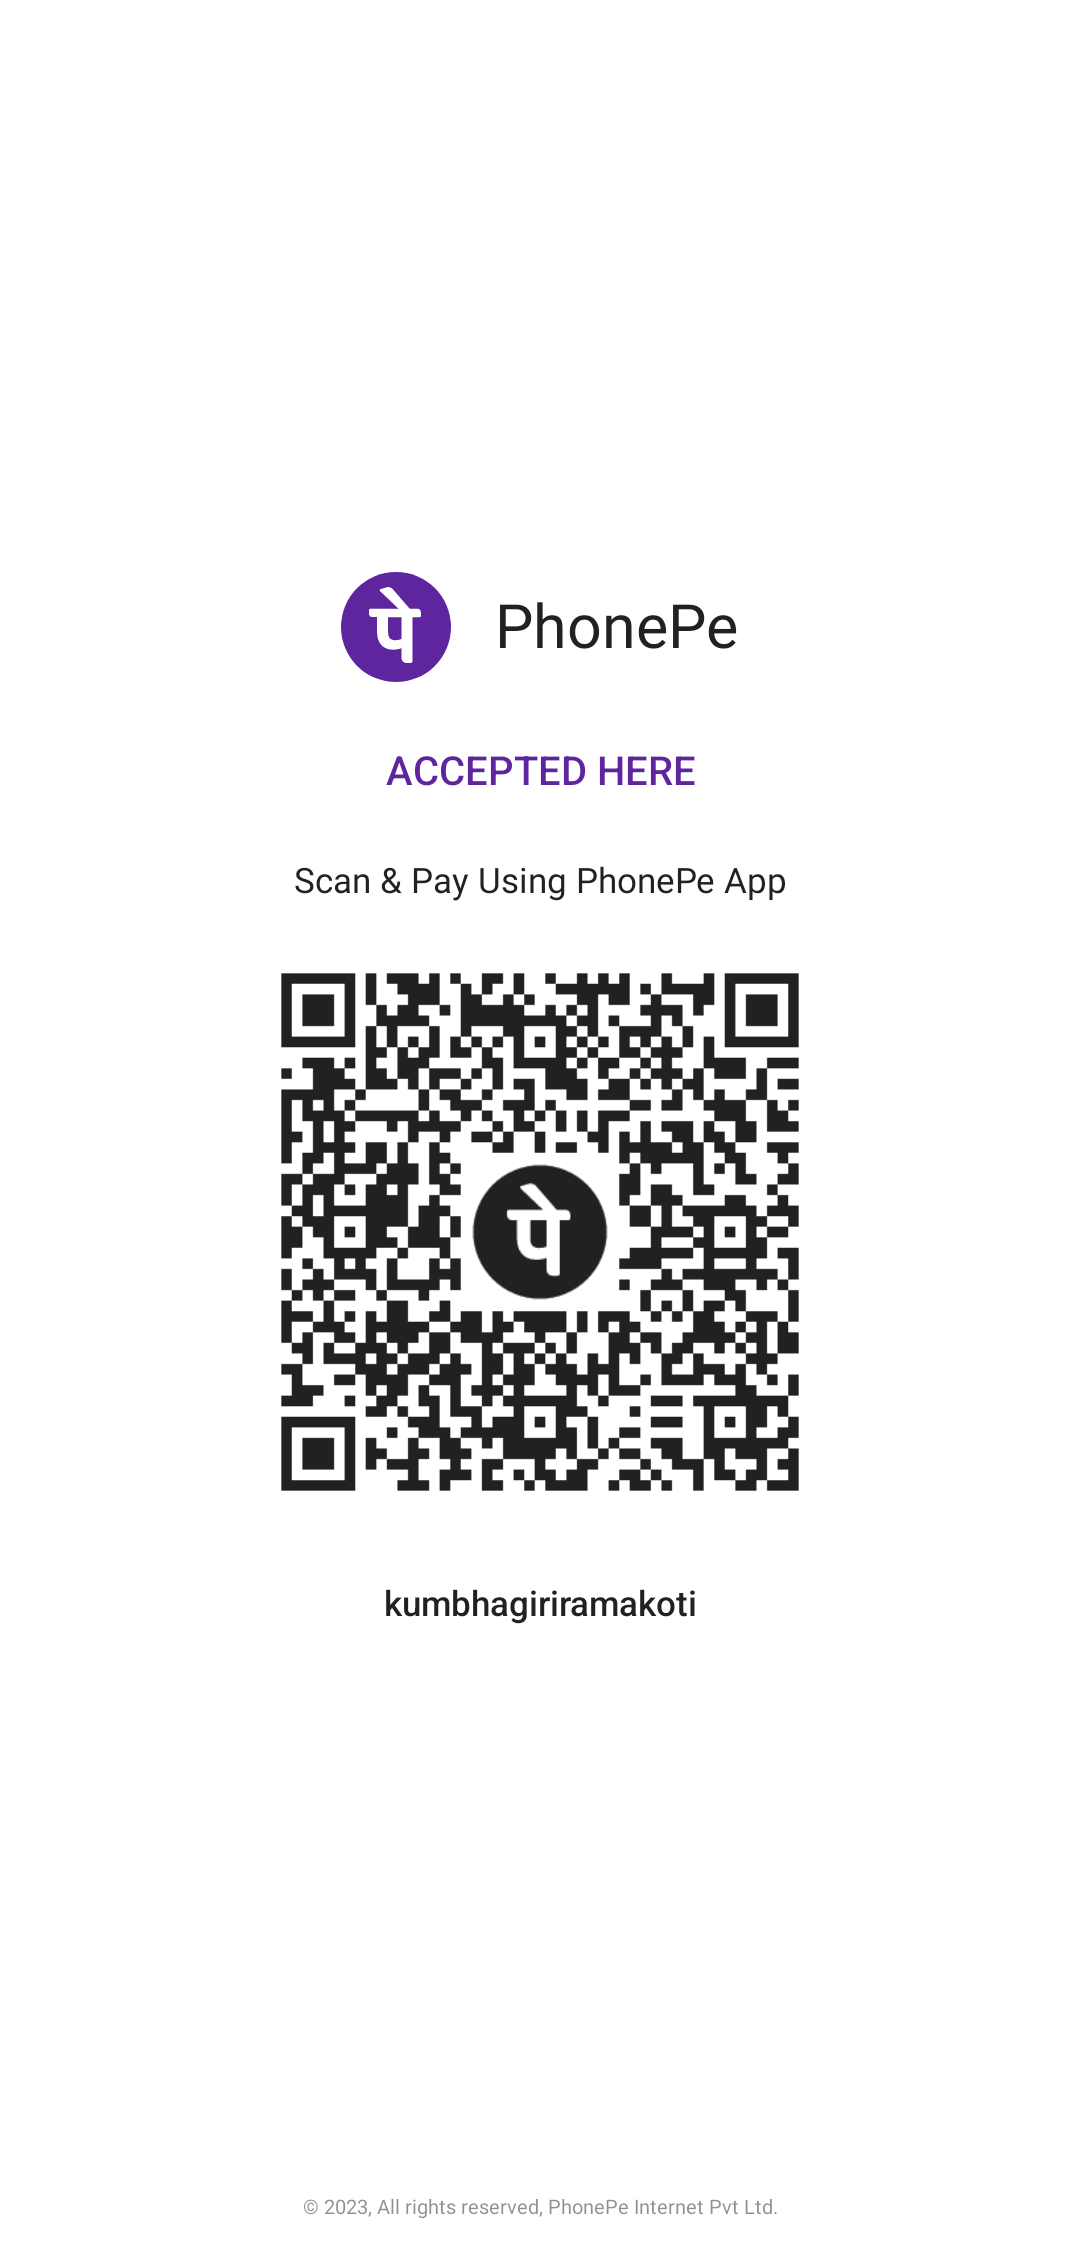 पे PhonePe
ACCEPTED HERE
Scan & Pay Using PhonePe App
पे
kumbhagiriramakoti
© 2023, All rights reserved, PhonePe Internet Pvt Ltd.